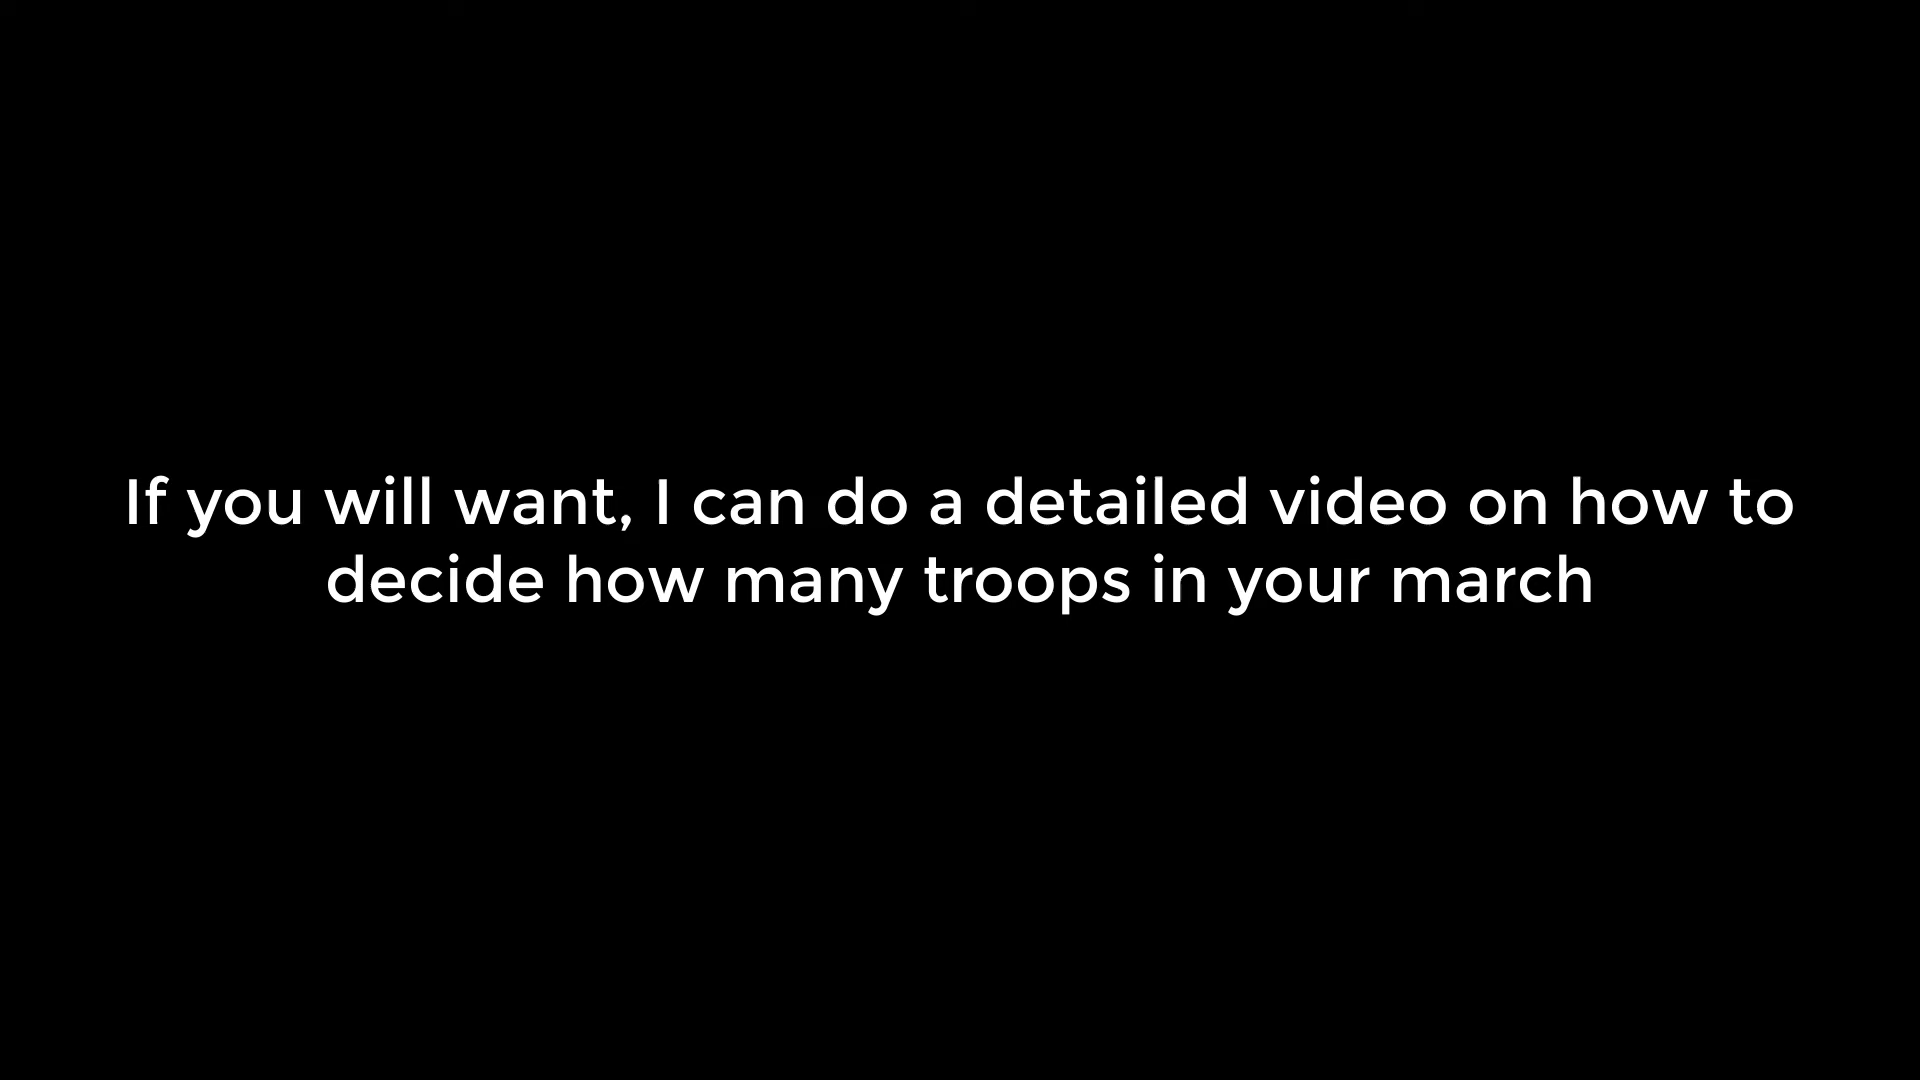 If you will want, I can do a detailed video on how to
decide how many troops in your march